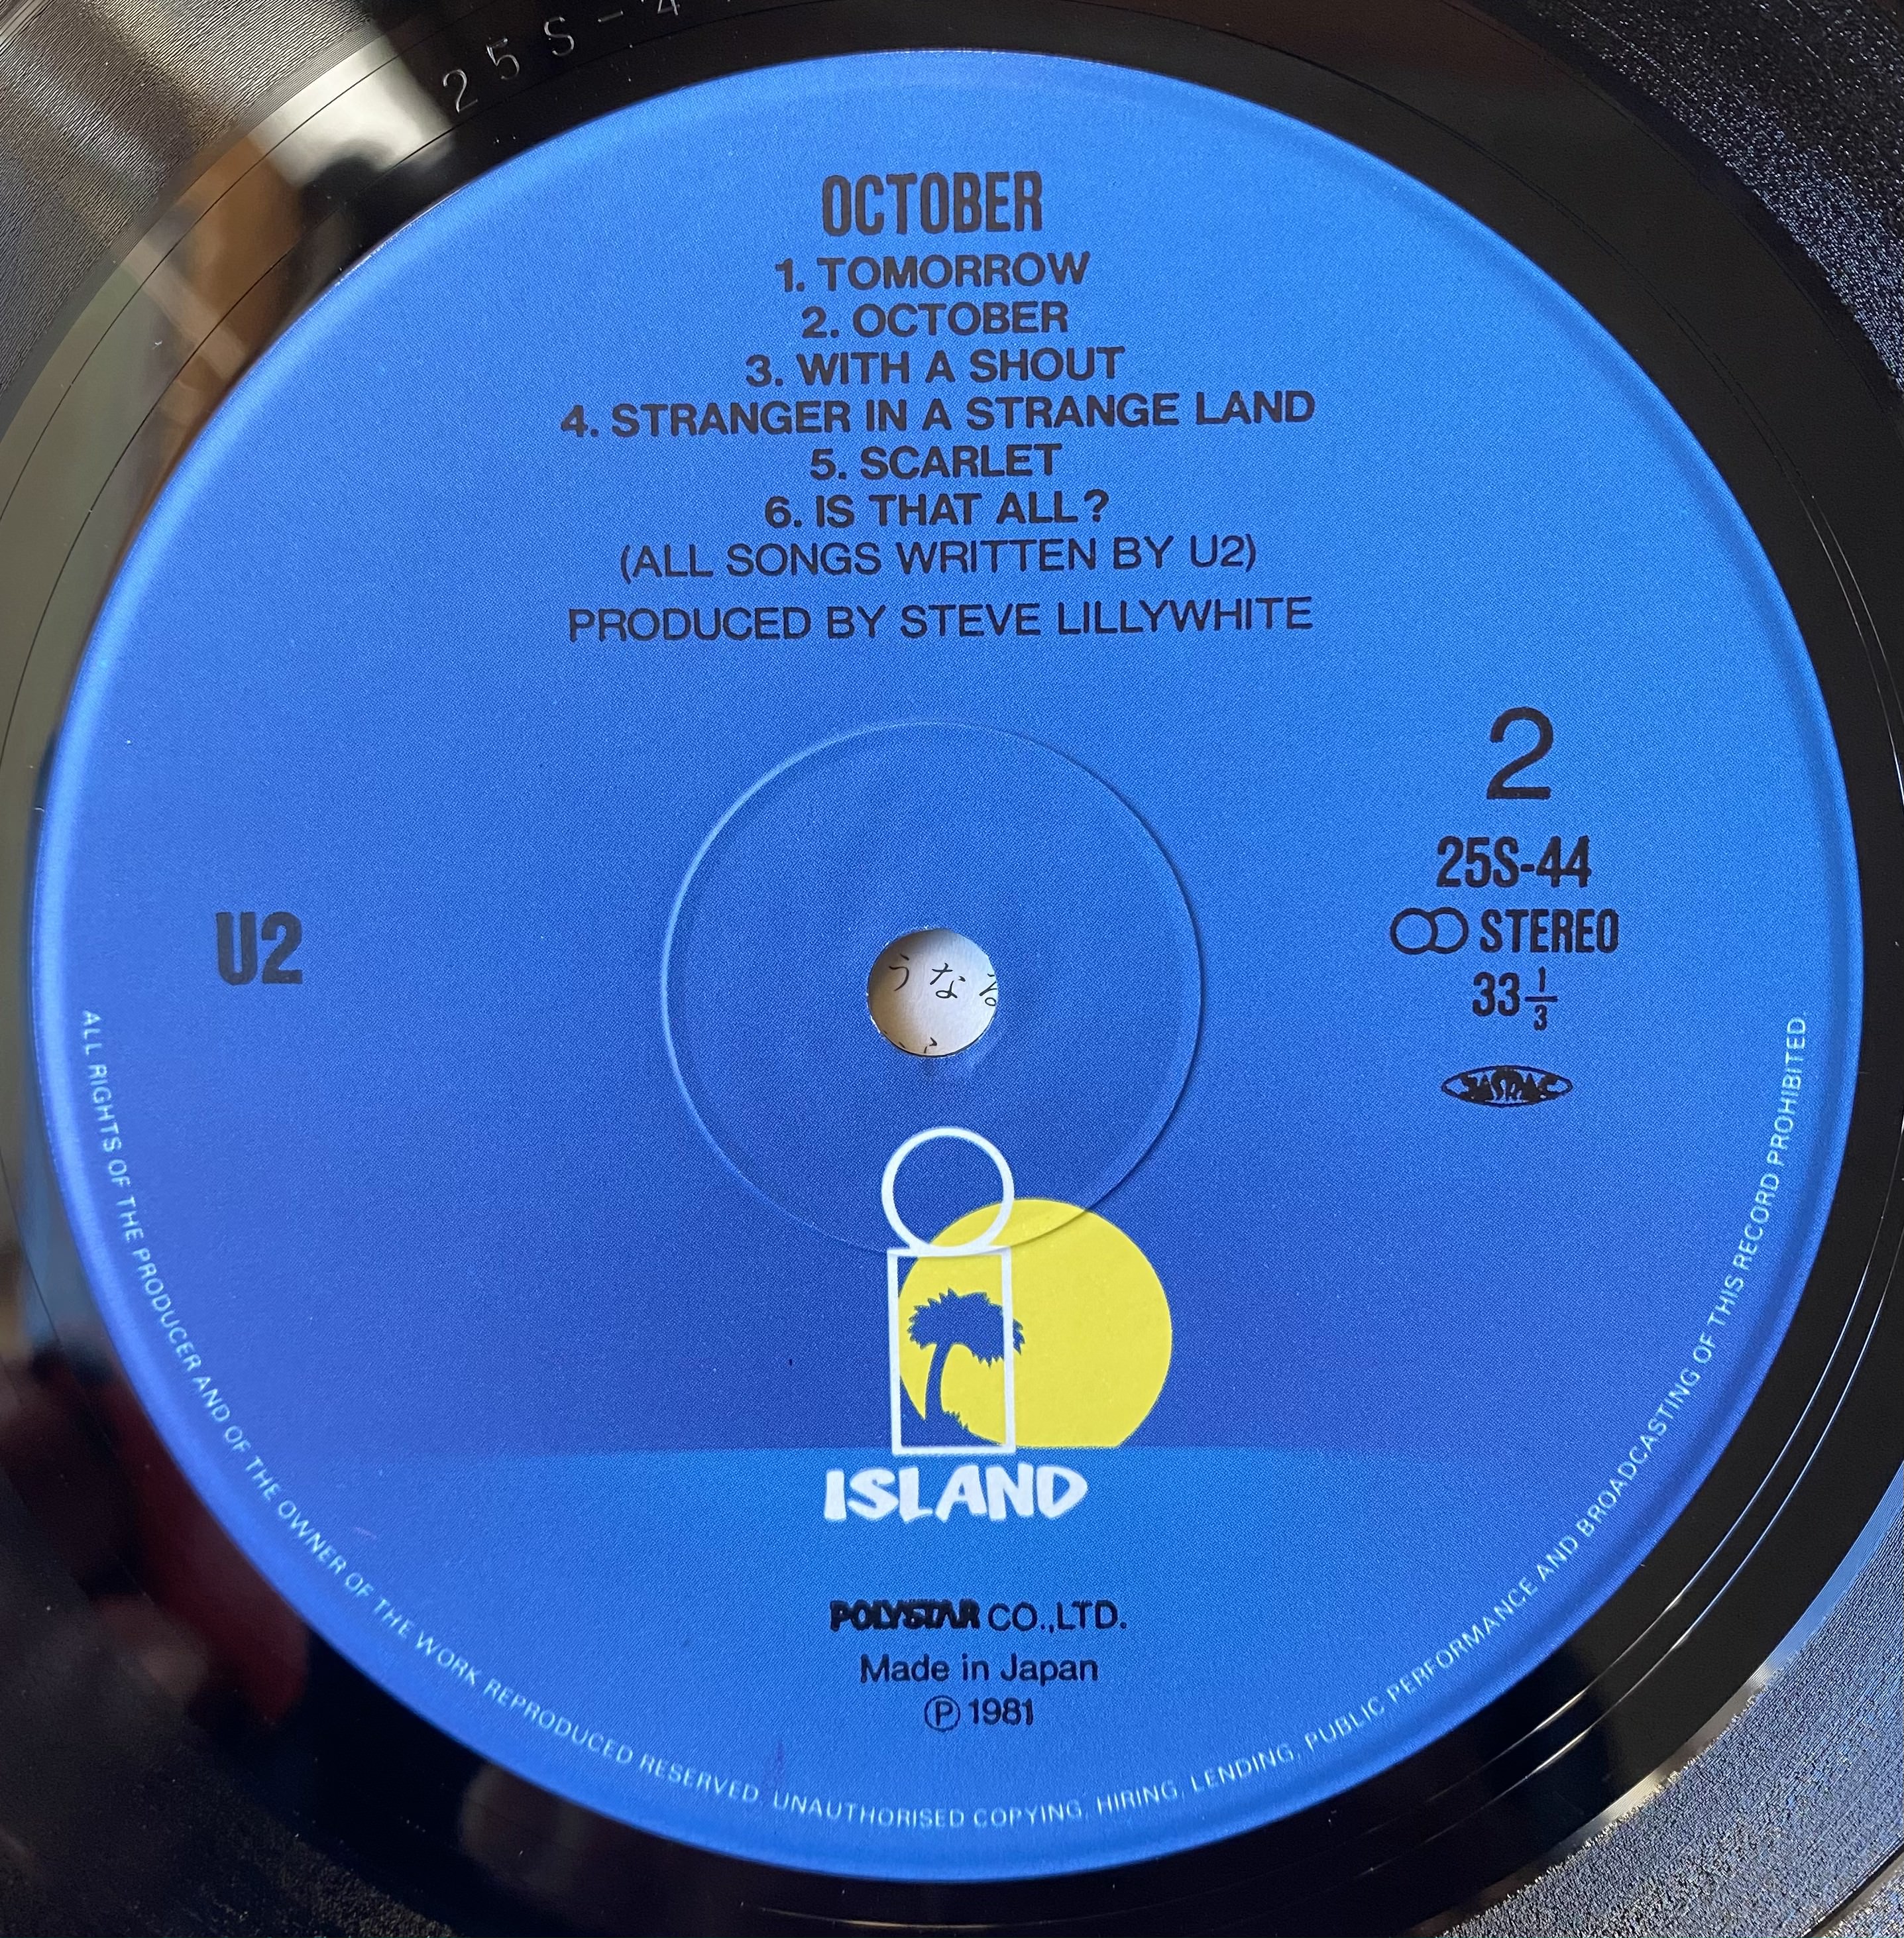 25S-4
OCTOBER
1. TOMORROW
2. OCTOBER
3. WITH A SHOUT
4. STRANGER IN A STRANGE LAND
5. SCARLET
6. IS THAT ALL?
(ALL SONGS WRITTEN BY U2)
PRODUCED BY STEVE LILLYWHITE
U2
2
25S-44
STEREO
33 1/3
JASRAC
うなる
ISLAND
POLYSTAR CO.,LTD.
Made in Japan
Ⓟ 1981
ALL RIGHTS OF THE PRODUCER AND OF THE OWNER OF THE WORK REPRODUCED RESERVED. UNAUTHORISED COPYING, HIRING, LENDING, PUBLIC PERFORMANCE AND BROADCASTING OF THIS RECORD PROHIBITED.